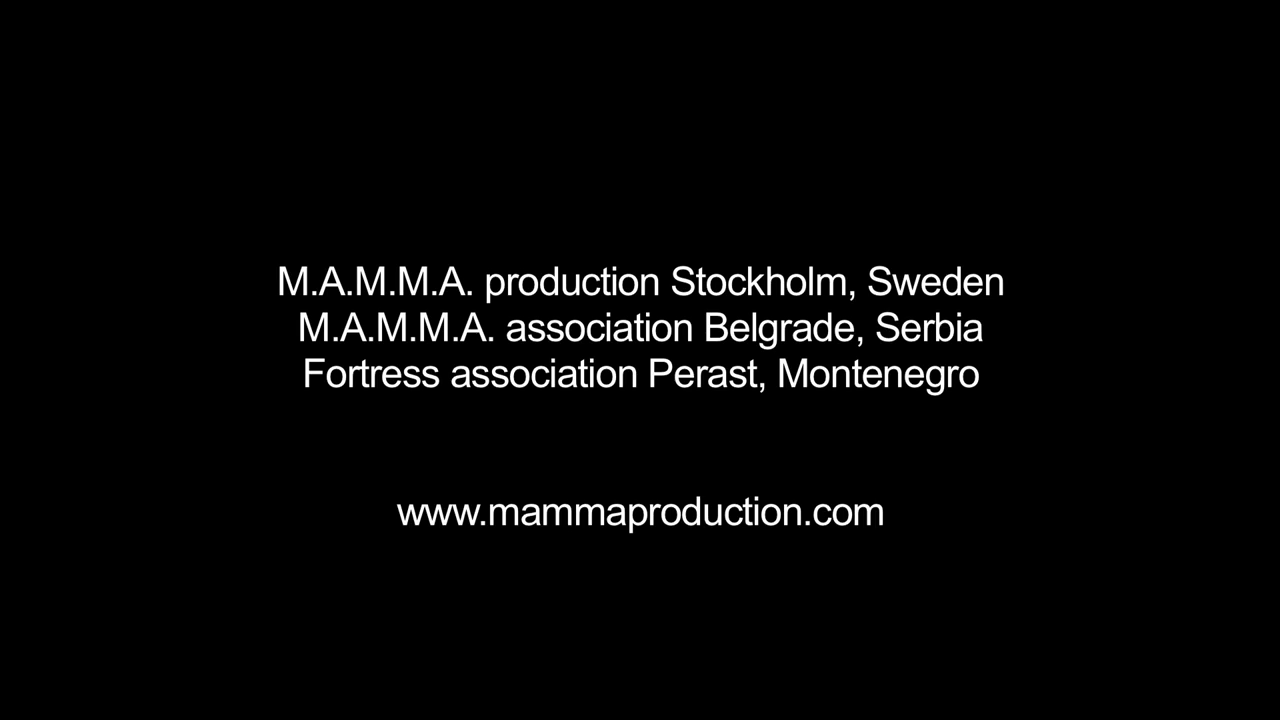 M.A.M.M.A. production Stockholm, Sweden
M.A.M.M.A. association Belgrade, Serbia
Fortress association Perast, Montenegro
www.mammaproduction.com